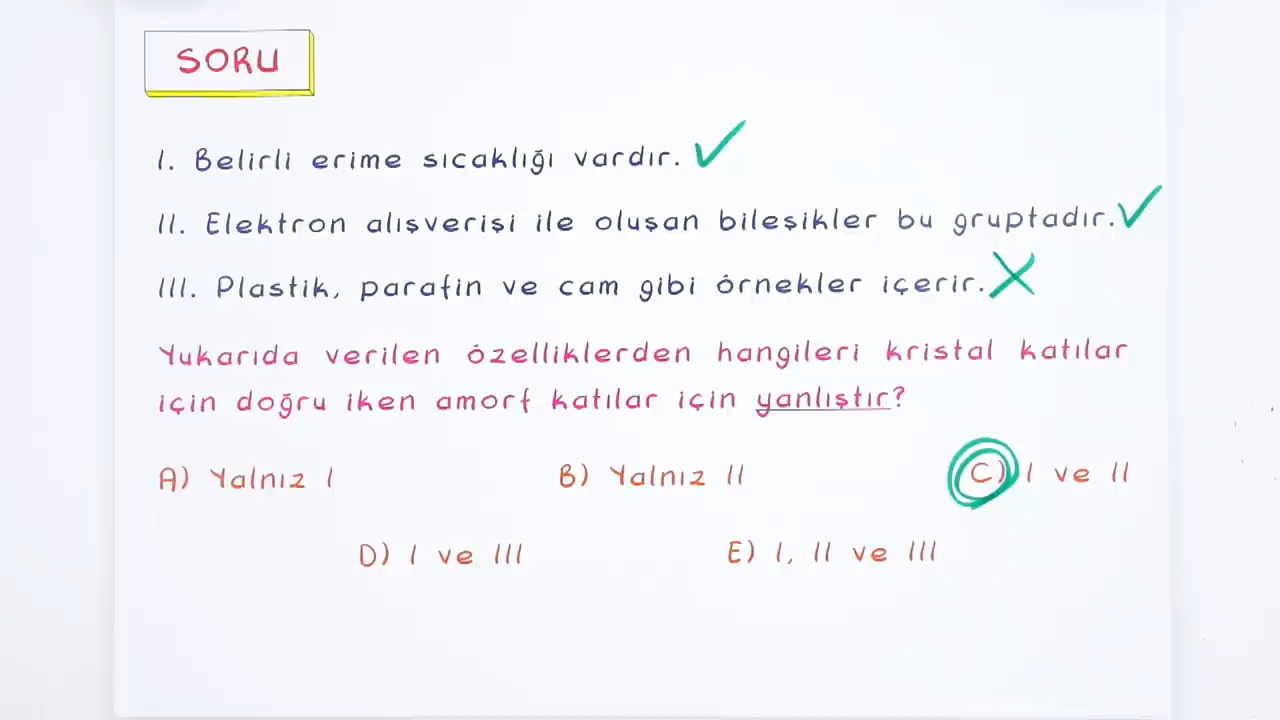 SORU
I. Belirli erime sıcaklığı vardır.
II. Elektron alışverişi ile oluşan bileşikler bu gruptadır.
III. Plastik, parafin ve cam gibi örnekler içerir.
Yukarıda verilen özelliklerden hangileri kristal katılar
için doğru iken amorf katılar için yanlıştır?
A) Yalnız I B) Yalnız II C) I ve II
D) I ve III E) I, II ve III